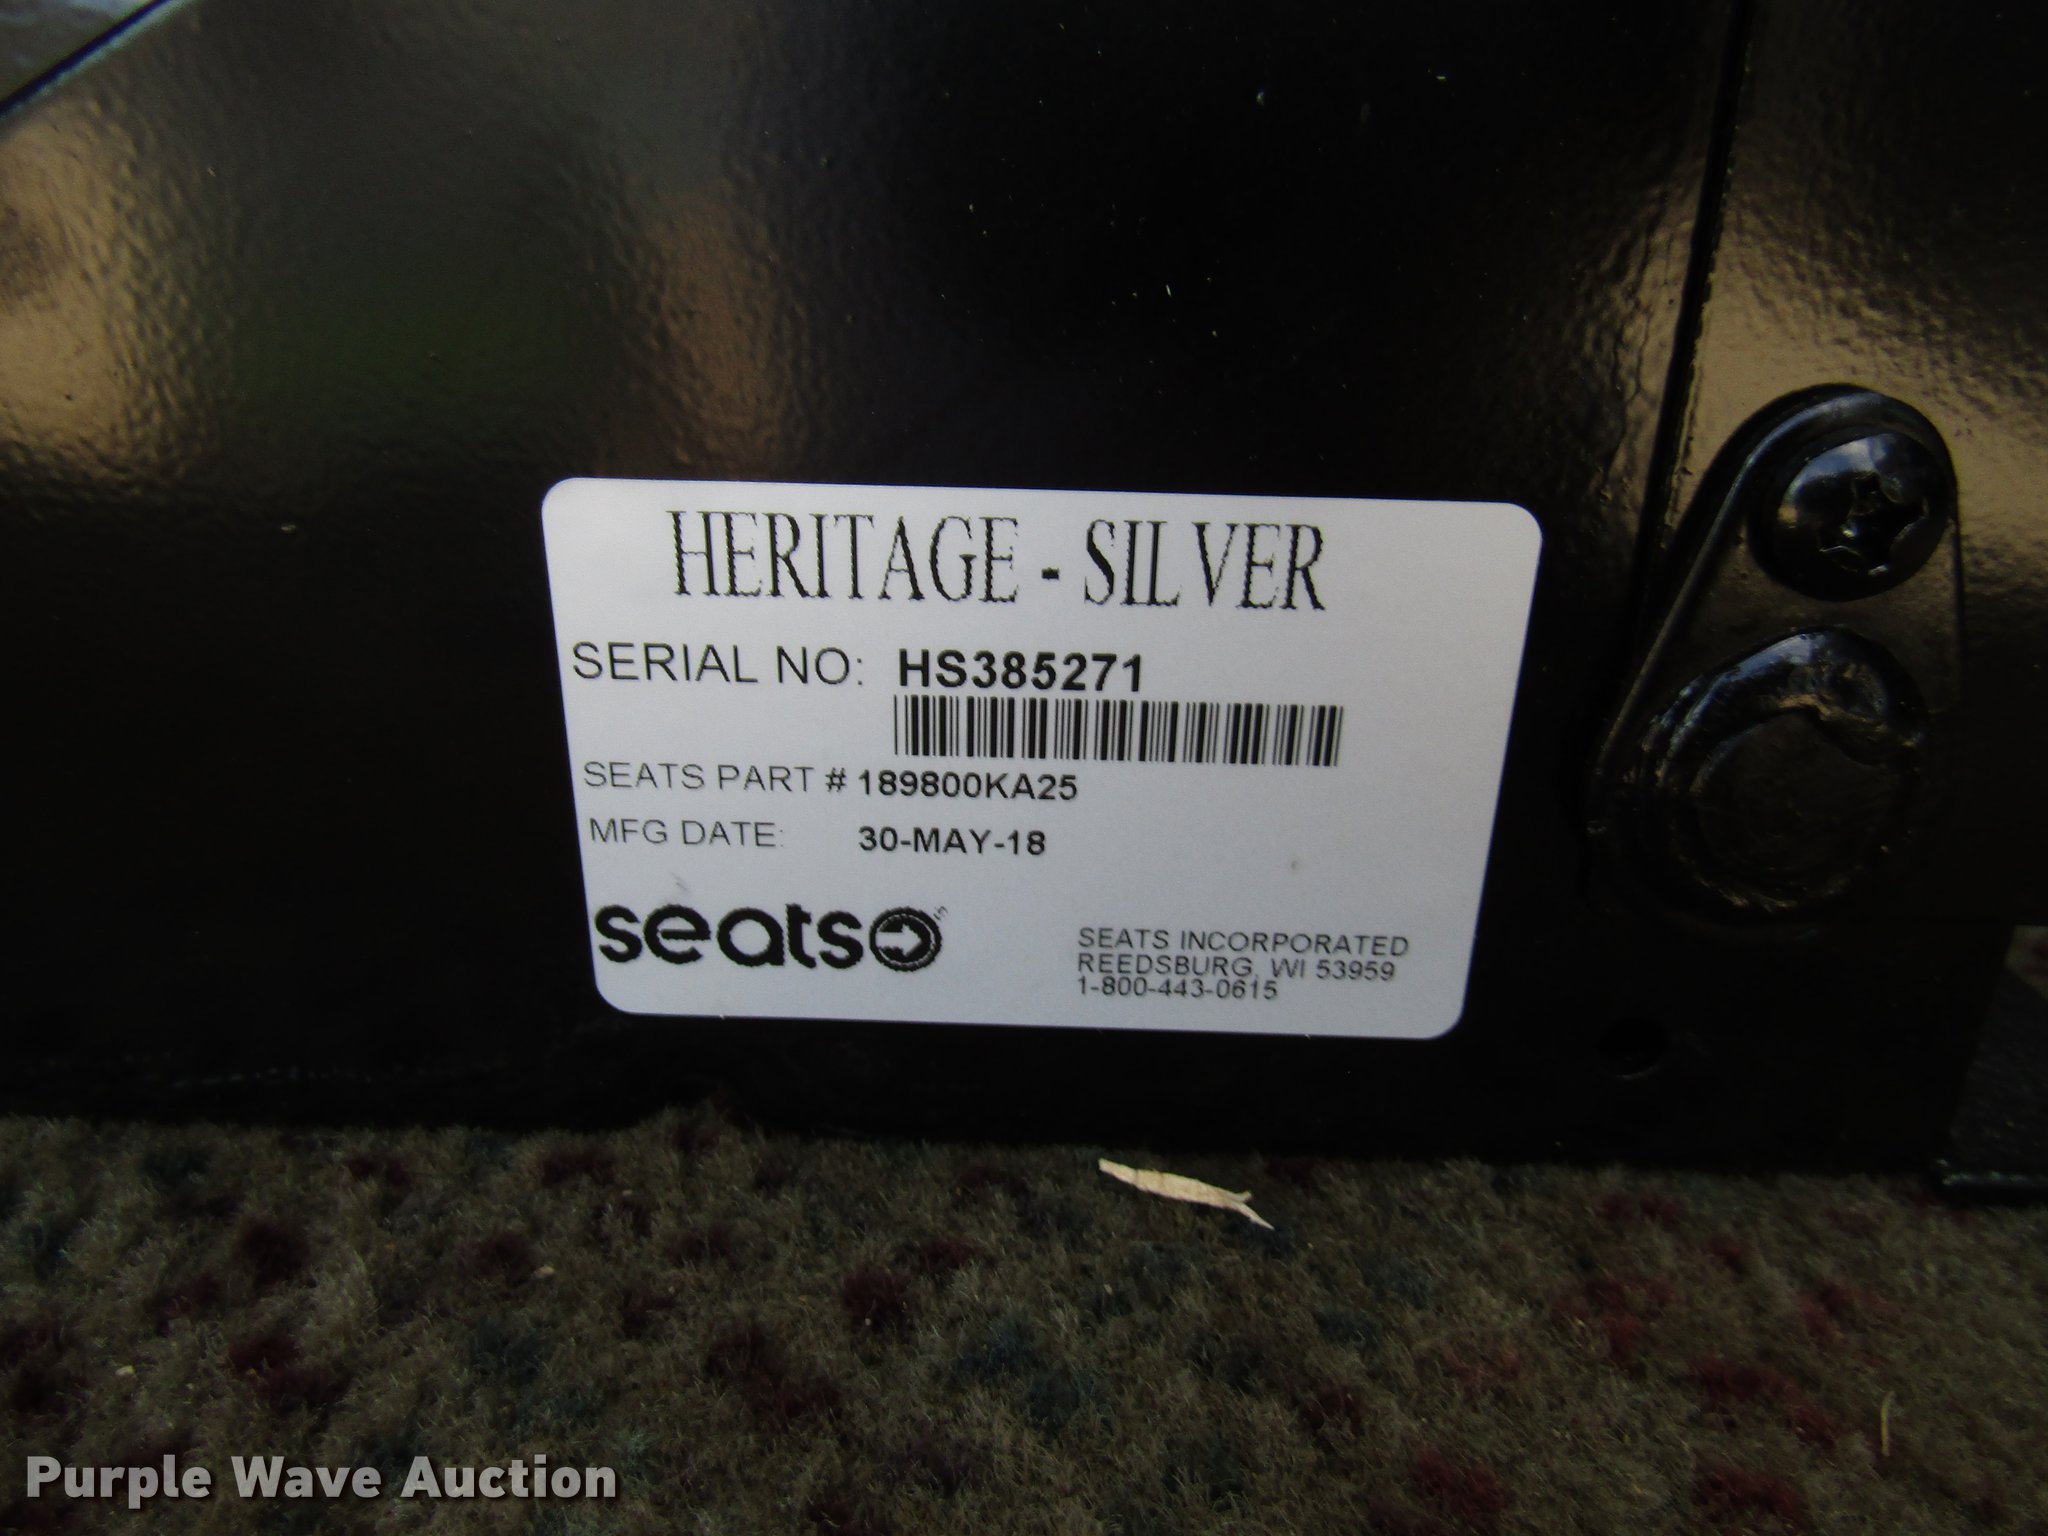 HERITAGE - SILVER
SERIAL NO: HS385271
SEATS PART # 189800KA25
MFG DATE: 30-MAY-18
seats
SEATS INCORPORATED
REEDSBURG, WI 53959
1-800-443-0615
Purple Wave Auction